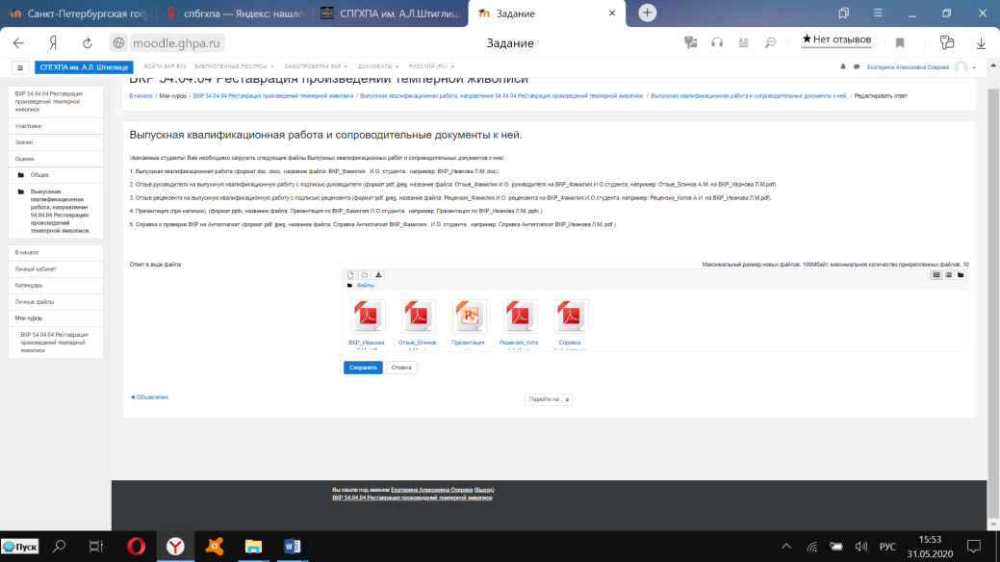 Санкт-Петербургская госу
спбгхпа — Яндекс: нашло
СПГХПА им. А.Л.Штиглиц
Задание
moodle.ghpa.ru
Задание
Нет отзывов
СПГХПА им. А.Л. Штиглица
ВОЙТИ ВКР ВУЗ
БИБЛИОТЕЧНЫЕ РЕСУРСЫ
САМОПРОВЕРКА ВКР
ДОКУМЕНТЫ
РУССКИЙ (RU)
Екатерина Алексеевна Озерова
ВКР 54.04.04 Реставрация произведений темперной живописи
В начало / Мои курсы / ВКР 54.04.04 Реставрация произведений темперной живописи / Выпускная квалификационная работа, направление 54.04.04 Реставрация произведений темперной живописи. / Выпускная квалификационная работа и сопроводительные документы к ней. / Редактировать ответ
ВКР 54.04.04 Реставрация
произведений темперной
живописи
Участники
Значки
Оценки
Общее
Выпускная
квалификационная
работа, направление
54.04.04 Реставрация
произведений
темперной живописи.
В начало
Личный кабинет
Календарь
Личные файлы
Мои курсы
ВКР 54.04.04 Реставрация
произведений темперной
живописи
Выпускная квалификационная работа и сопроводительные документы к ней.
Уважаемые студенты! Вам необходимо загрузить следующие файлы Выпускных квалификационных работ и сопроводительных документов к ним:
1. Выпускная квалификационная работа (формат doc, docx, название файла: ВКР_Фамилия И.О. студента. например: ВКР_Иванова Л.М..doc).
2. Отзыв руководителя на выпускную квалификационную работу с подписью руководителя (формат pdf, jpeg, название файла: Отзыв_Фамилия И.О. руководителя на ВКР_Фамилия И.О.студента, например: Отзыв_Блинов А.М. на ВКР_Иванова Л.М.pdf).
3. Отзыв рецензента на выпускную квалификационную работу с подписью рецензента (формат pdf, jpeg, название файла: Рецензия_Фамилия И.О. рецензента на ВКР_Фамилия.И.О.студента, например: Рецензия_Котов А.И. на ВКР_Иванова Л.М.pdf).
4. Презентация (при наличии), (формат pptx, название файла: Презентация по ВКР_Фамилия И.О.студента например: Презентация по ВКР_Иванова Л.М. pptx.)
5. Справка о проверке ВКР на Антиплагиат (формат pdf, jpeg, название файла: Справка Антиплагиат ВКР_Фамилия. И.О. студента. например: Справка Антиплагиат ВКР_Иванова Л.М. pdf.).
Ответ в виде файла
Максимальный размер новых файлов: 100Мбайт, максимальное количество прикрепленных файлов: 10
Файлы
ВКР_Иванова
Отзыв_Блинов
Презентация
Рецензия_Кото
Справка
Сохранить
Отмена
◄ Объявления
Перейти на...
Вы зашли под именем Екатерина Алексеевна Озерова (Выход)
ВКР 54.04.04 Реставрация произведений темперной живописи
Пуск
РУС
15:53
31.05.2020